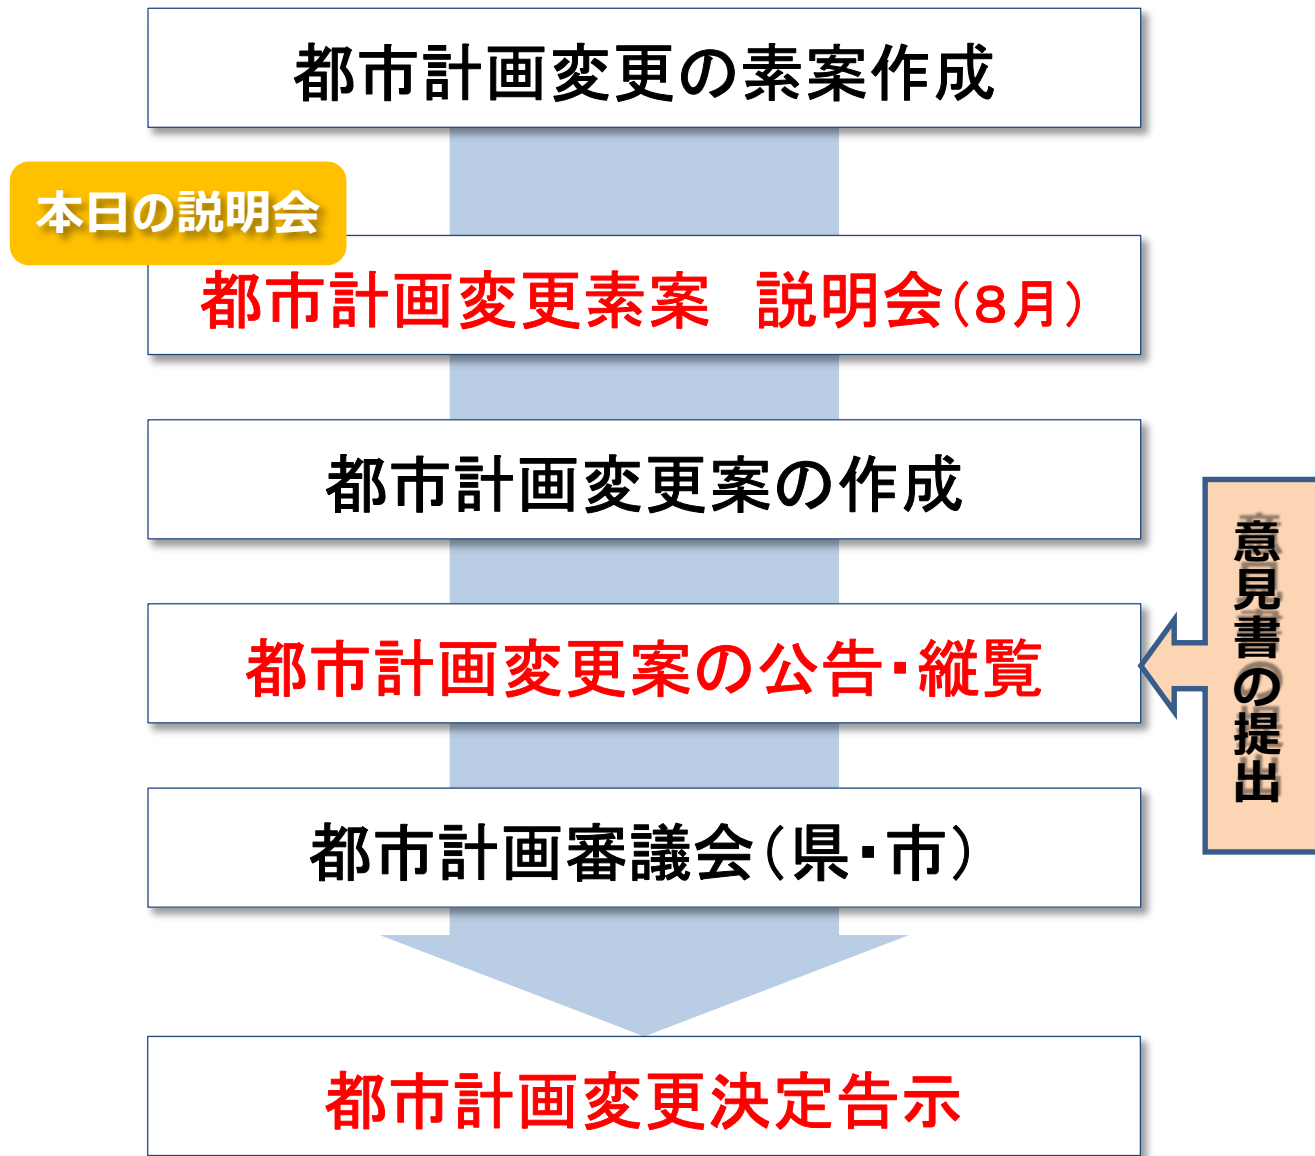 都市計画変更の素案作成
本日の説明会
都市計画変更素案　説明会（８月）
都市計画変更案の作成
都市計画変更案の公告・縦覧
意見書の提出
都市計画審議会（県・市）
都市計画変更決定告示